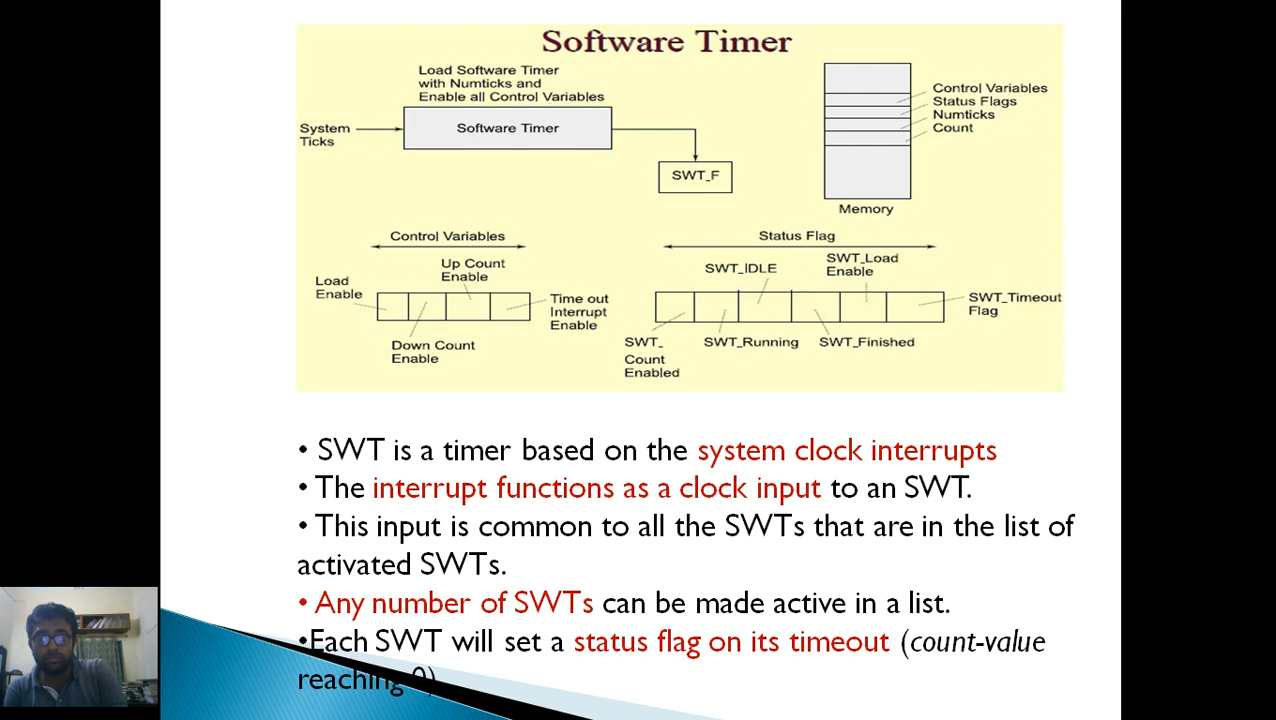 Software Timer
Load Software Timer
with Numticks and
Enable all Control Variables
System
Ticks
Software Timer
SWT_F
Control Variables
Status Flags
Numticks
Count
Memory
Control Variables
Load
Enable
Up Count
Enable
Time out
Interrupt
Enable
Down Count
Enable
Status Flag
SWT_IDLE
SWT_Load
Enable
SWT_Timeout
Flag
SWT_
Count
Enabled
SWT_Running
SWT_Finished
• SWT is a timer based on the system clock interrupts
• The interrupt functions as a clock input to an SWT.
• This input is common to all the SWTs that are in the list of
activated SWTs.
• Any number of SWTs can be made active in a list.
•Each SWT will set a status flag on its timeout (count-value
reaching 0)